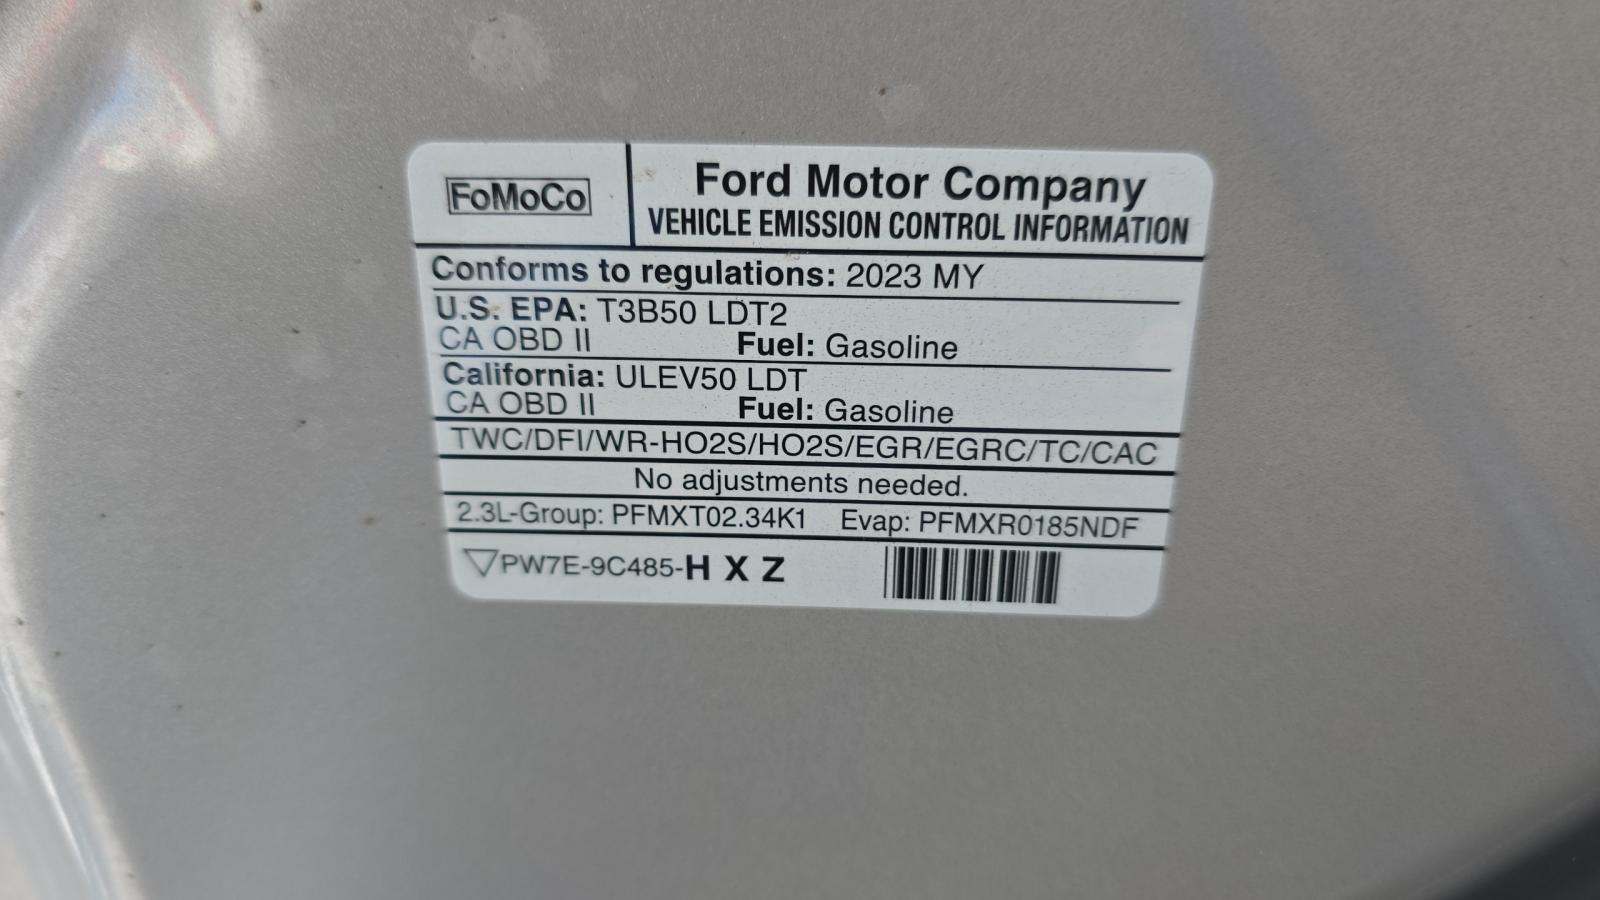 FoMoCo
Ford Motor Company
VEHICLE EMISSION CONTROL INFORMATION
Conforms to regulations: 2023 MY
U.S. EPA: T3B50 LDT2
CA OBD II Fuel: Gasoline
California: ULEV50 LDT
CA OBD II Fuel: Gasoline
TWC/DFI/WR-HO2S/HO2S/EGR/EGRC/TC/CAC
No adjustments needed.
2.3L-Group: PFMXT02.34K1 Evap: PFMXR0185NDF
▽PW7E-9C485-H X Z